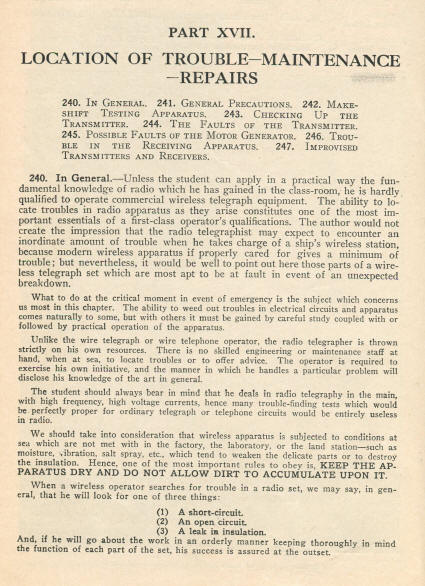 PART XVII.
LOCATION OF TROUBLE—MAINTENANCE
—REPAIRS
240. IN GENERAL. 241. GENERAL PRECAUTIONS. 242. MAKE-
SHIFT TESTING APPARATUS. 243. CHECKING UP THE
TRANSMITTER. 244. THE FAULTS OF THE TRANSMITTER.
245. POSSIBLE FAULTS OF THE MOTOR GENERATOR. 246. TROU-
BLE IN THE RECEIVING APPARATUS. 247. IMPROVISED
TRANSMITTERS AND RECEIVERS.
240. In General.—Unless the student can apply in a practical way the fun-
damental knowledge of radio which he has gained in the class-room, he is hardly
qualified to operate commercial wireless telegraph equipment. The ability to lo-
cate troubles in radio apparatus as they arise constitutes one of the most im-
portant essentials of a first-class operator's qualifications. The author would not
create the impression that the radio telegraphist may expect to encounter an
inordinate amount of trouble when he takes charge of a ship's wireless station,
because modern wireless apparatus if properly cared for gives a minimum of
trouble; but nevertheless, it would be well to point out here those parts of a wire-
less telegraph set which are most apt to be at fault in event of an unexpected
breakdown.
What to do at the critical moment in event of emergency is the subject which concerns
us most in this chapter. The ability to weed out troubles in electrical circuits and apparatus
comes naturally to some, but with others it must be gained by careful study coupled with or
followed by practical operation of the apparatus.
Unlike the wire telegraph or wire telephone operator, the radio telegrapher is thrown
strictly on his own resources. There is no skilled engineering or maintenance staff at
hand, when at sea, to locate troubles or to offer advice. The operator is required to
exercise his own initiative, and the manner in which he handles a particular problem will
disclose his knowledge of the art in general.
The student should always bear in mind that he deals in radio telegraphy in the main,
with high frequency, high voltage currents, hence many trouble-finding tests which would
be perfectly proper for ordinary telegraph or telephone circuits would be entirely useless
in radio.
We should take into consideration that wireless apparatus is subjected to conditions at
sea which are not met with in the factory, the laboratory, or the land station—such as
moisture, vibration, salt spray, etc., which tend to weaken the delicate parts or to destroy
the insulation. Hence, one of the most important rules to obey is, KEEP THE AP-
PARATUS DRY AND DO NOT ALLOW DIRT TO ACCUMULATE UPON IT.
When a wireless operator searches for trouble in a radio set, we may say, in gen-
eral, that he will look for one of three things:
(1) A short-circuit.
(2) An open circuit.
(3) A leak in insulation.
And, if he will go about the work in an orderly manner keeping thoroughly in mind
the function of each part of the set, his success is assured at the outset.